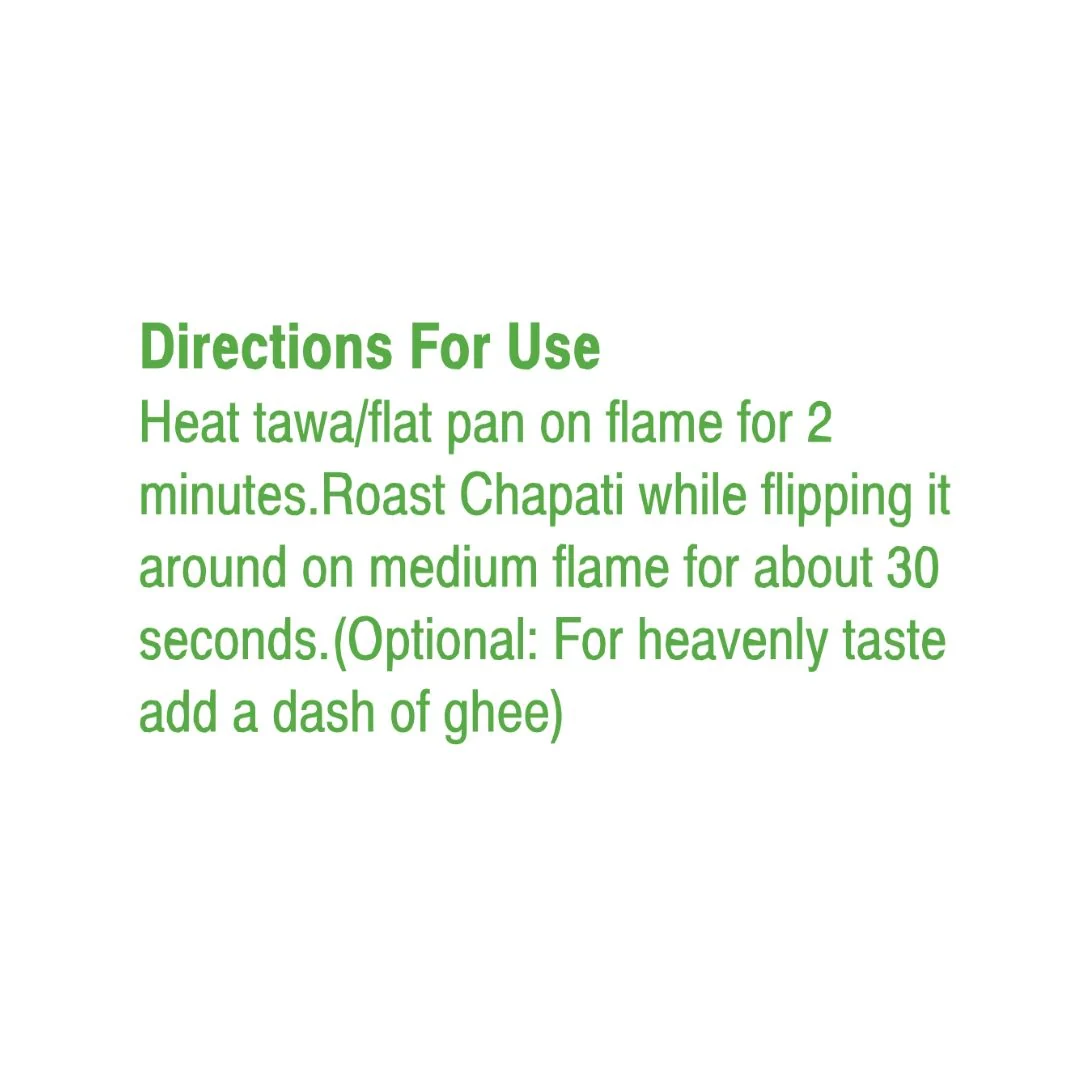 Directions For Use
Heat tawa/flat pan on flame for 2
minutes.Roast Chapati while flipping it
around on medium flame for about 30
seconds.(Optional: For heavenly taste
add a dash of ghee)